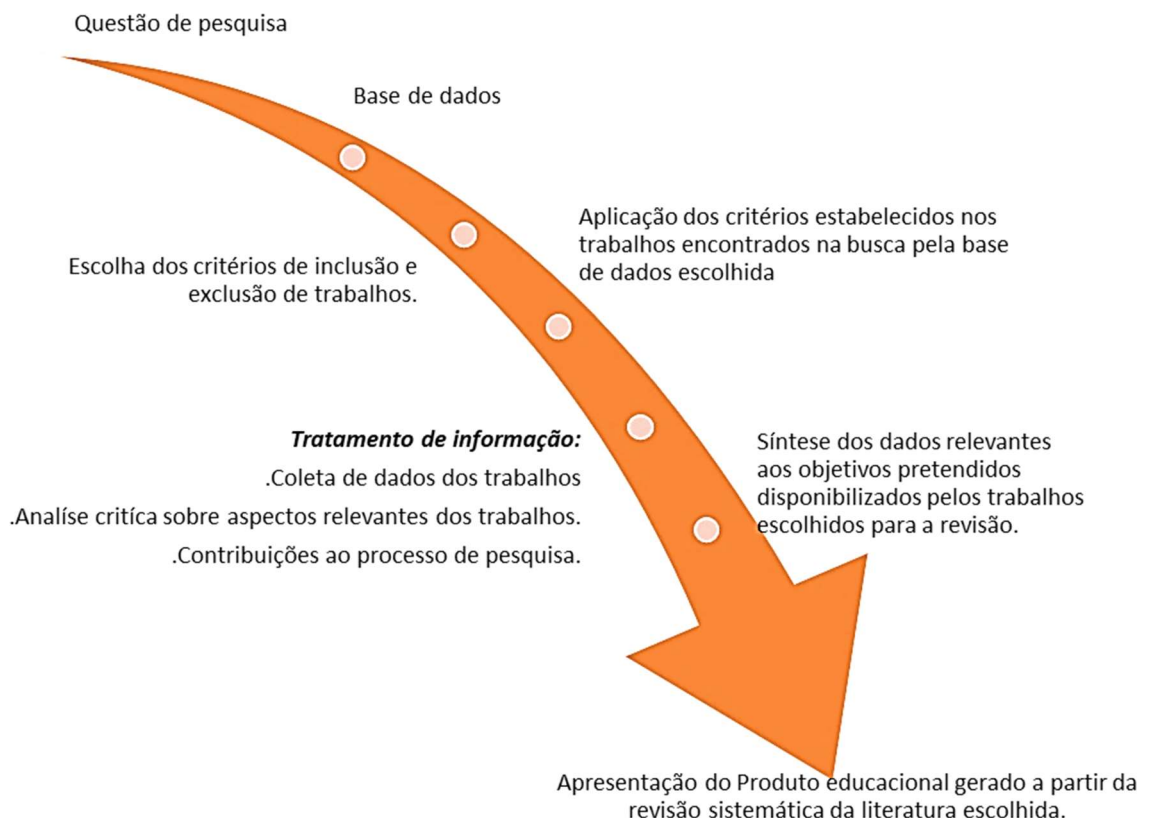 Questão de pesquisa
Base de dados
Escolha dos critérios de inclusão e
exclusão de trabalhos.
Aplicação dos critérios estabelecidos nos
trabalhos encontrados na busca pela base
de dados escolhida
Tratamento de informação:
.Coleta de dados dos trabalhos
.Analíse critíca sobre aspectos relevantes dos trabalhos.
.Contribuições ao processo de pesquisa.
Síntese dos dados relevantes
aos objetivos pretendidos
disponibilizados pelos trabalhos
escolhidos para a revisão.
Apresentação do Produto educacional gerado a partir da
revisão sistemática da literatura escolhida.